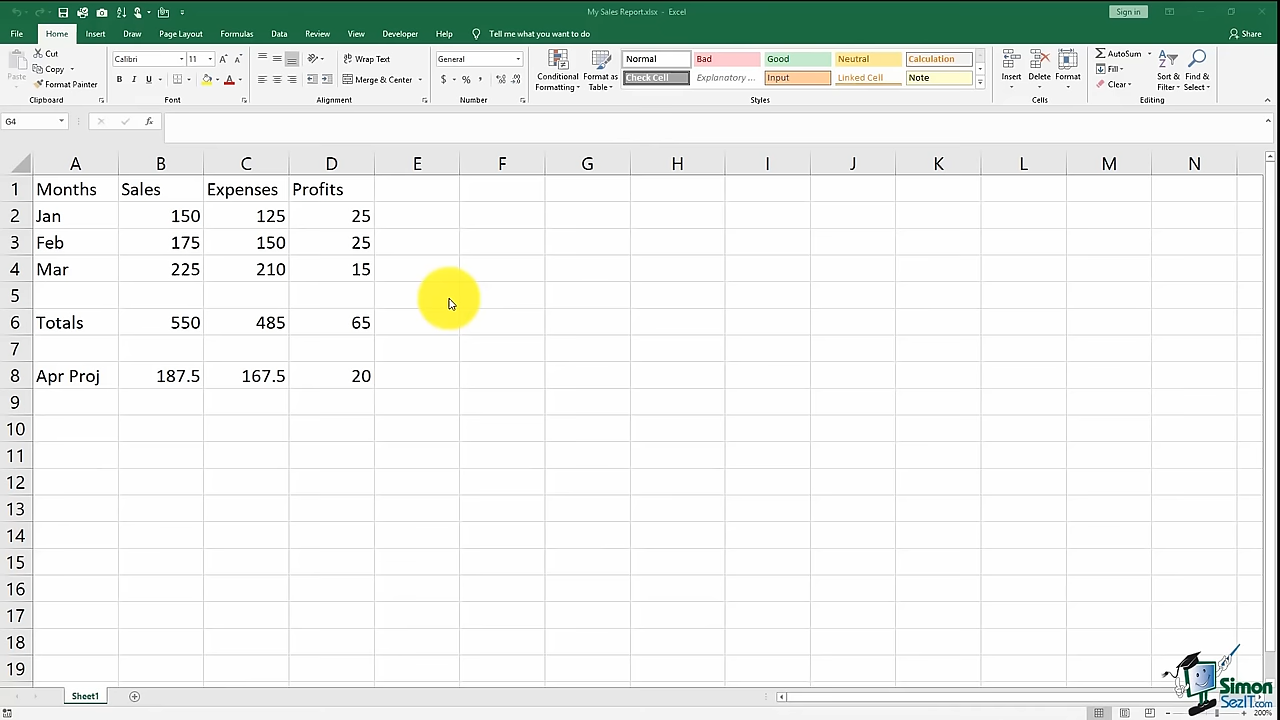 My Sales Report.xlsx - Excel
Sign in
File Home Insert Draw Page Layout Formulas Data Review View Developer Help Tell me what you want to do Share
Paste
Cut
Copy
Format Painter
Clipboard
Calibri 11
B I U A
Font
Wrap Text
Merge & Center
Alignment
General
$ % ,
Number
Conditional Formatting
Format as Table
Normal Bad Good Neutral Calculation
Check Cell Explanatory ... Input Linked Cell Note
Styles
Insert Delete Format
Cells
AutoSum
Fill
Clear
Sort & Filter
Find & Select
Editing
G4 fx
A B C D E F G H I J K L M N
1 Months Sales Expenses Profits
2 Jan 150 125 25
3 Feb 175 150 25
4 Mar 225 210 15
5
6 Totals 550 485 65
7
8 Apr Proj 187.5 167.5 20
9
10
11
12
13
14
15
16
17
18
19
Sheet1
Simon
SezIT.com
200%